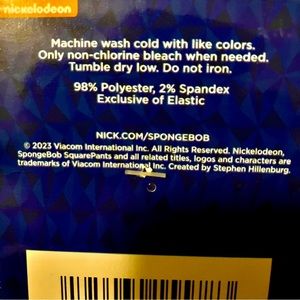 nickelodeon
Machine wash cold with like colors.
Only non-chlorine bleach when needed.
Tumble dry low. Do not iron.
98% Polyester, 2% Spandex
Exclusive of Elastic
NICK.COM/SPONGEBOB
© 2023 Viacom International Inc. All Rights Reserved. Nickelodeon,
SpongeBob SquarePants and all related titles, logos and characters are
trademarks of Viacom International Inc. Created by Stephen Hillenburg.